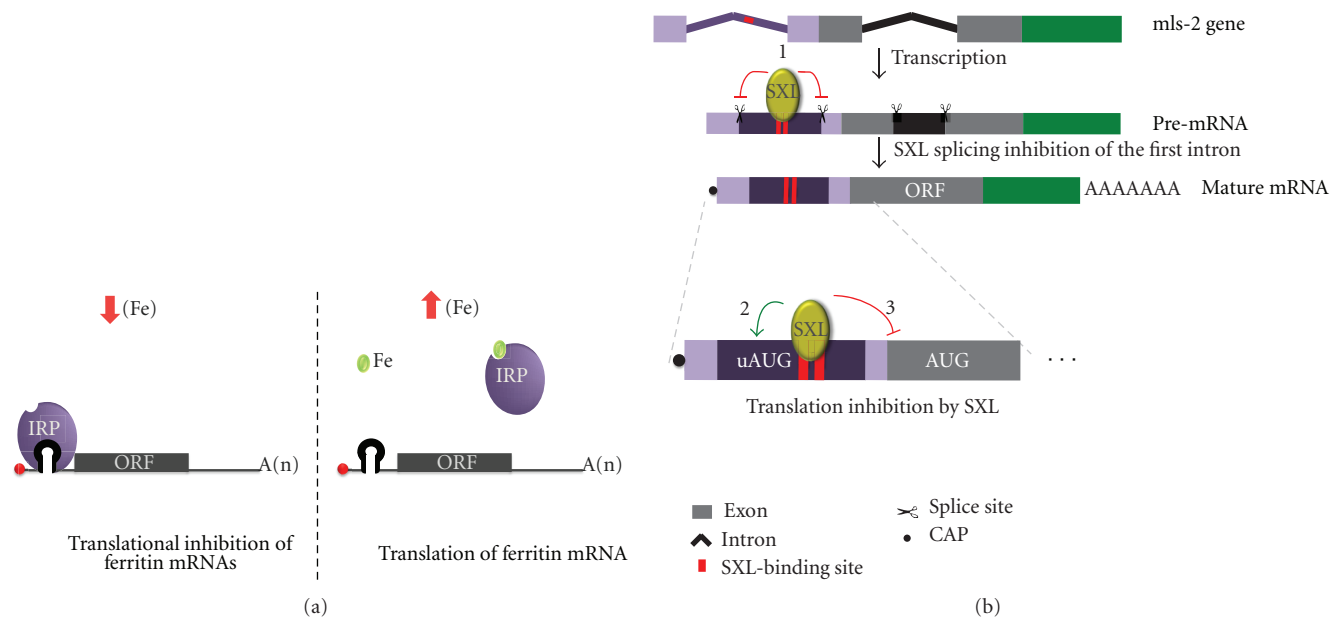 (Fe)
IRP
ORF
A(n)
Translational inhibition of
ferritin mRNAs
(Fe)
Fe
IRP
ORF
A(n)
Translation of ferritin mRNA
(a)
mls-2 gene
Transcription
1
SXL
Pre-mRNA
SXL splicing inhibition of the first intron
ORF
AAAAAAA
Mature mRNA
2
SXL
3
uAUG
AUG
· · ·
Translation inhibition by SXL
Exon
Intron
SXL-binding site
Splice site
CAP
(b)